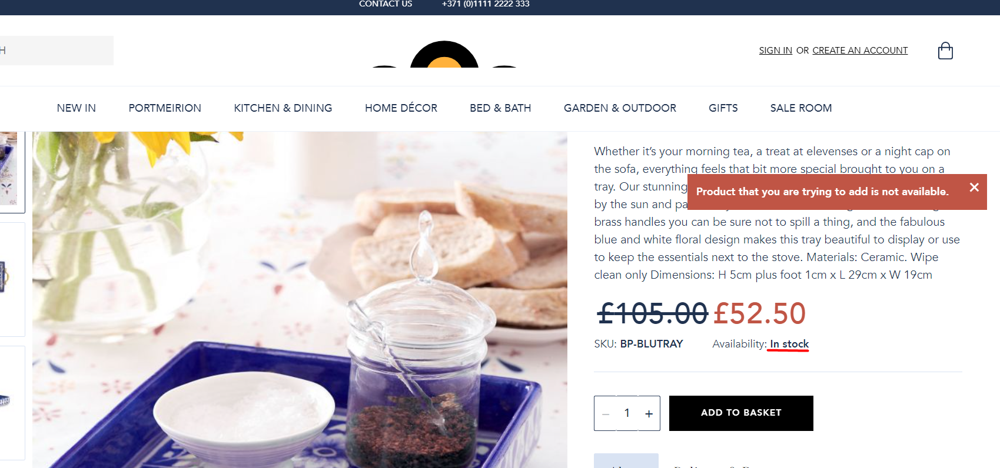 CONTACT US +371 (0)1111 2222 333
H
SIGN IN OR CREATE AN ACCOUNT
NEW IN PORTMEIRION KITCHEN & DINING HOME DÉCOR BED & BATH GARDEN & OUTDOOR GIFTS SALE ROOM
Whether it's your morning tea, a treat at elevenses or a night cap on
the sofa, everything feels that bit more special brought to you on a
tray. Our stunning
Product that you are trying to add is not available.
by the sun and
brass handles you can be sure not to spill a thing, and the fabulous
blue and white floral design makes this tray beautiful to display or use
to keep the essentials next to the stove. Materials: Ceramic. Wipe
clean only Dimensions: H 5cm plus foot 1cm x L 29cm x W 19cm
£105.00 £52.50
SKU: BP-BLUTRAY Availability: In stock
− 1 + ADD TO BASKET